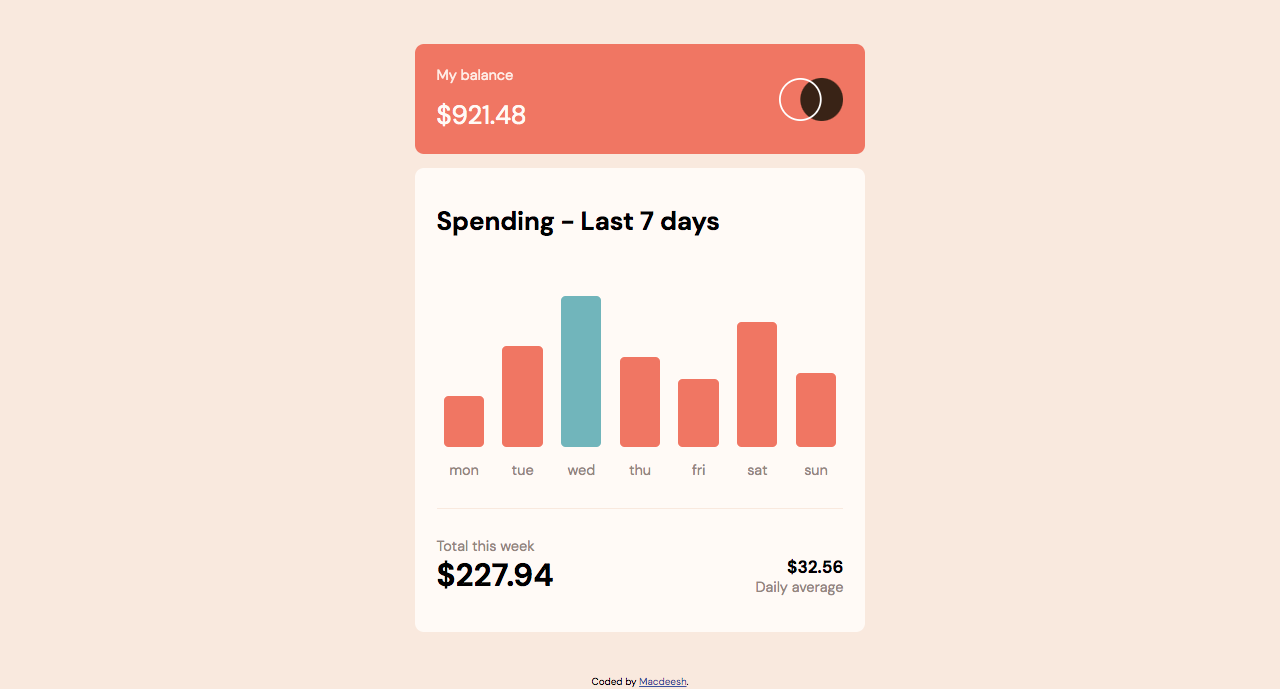 My balance
$921.48
Spending - Last 7 days
mon tue wed thu fri sat sun
Total this week
$227.94
$32.56
Daily average
Coded by Macdeesh.